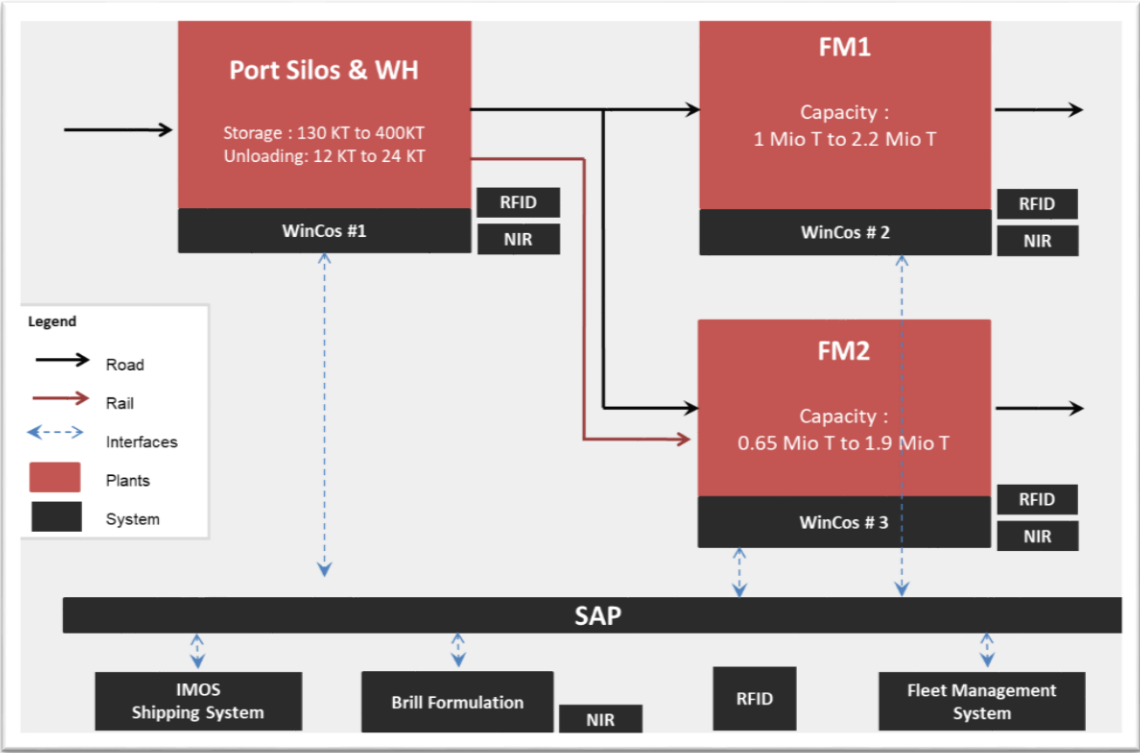 Port Silos & WH
Storage : 130 KT to 400KT
Unloading: 12 KT to 24 KT
WinCos #1
RFID
NIR
FM1
Capacity :
1 Mio T to 2.2 Mio T
WinCos # 2
RFID
NIR
Legend
Road
Rail
Interfaces
Plants
System
FM2
Capacity :
0.65 Mio T to 1.9 Mio T
WinCos # 3
RFID
NIR
SAP
IMOS
Shipping System
Brill Formulation
NIR
RFID
Fleet Management
System